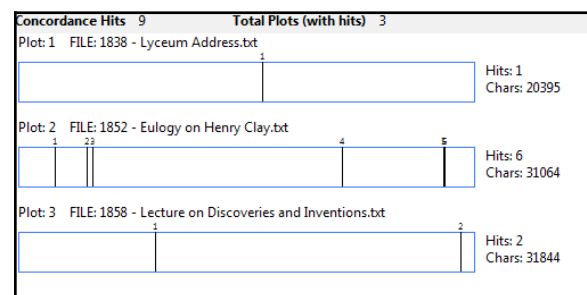 Concordance Hits 9 Total Plots (with hits) 3
Plot: 1 FILE: 1838 - Lyceum Address.txt
1
Hits: 1
Chars: 20395
Plot: 2 FILE: 1852 - Eulogy on Henry Clay.txt
1 23 4 5
Hits: 6
Chars: 31064
Plot: 3 FILE: 1858 - Lecture on Discoveries and Inventions.txt
1 2
Hits: 2
Chars: 31844